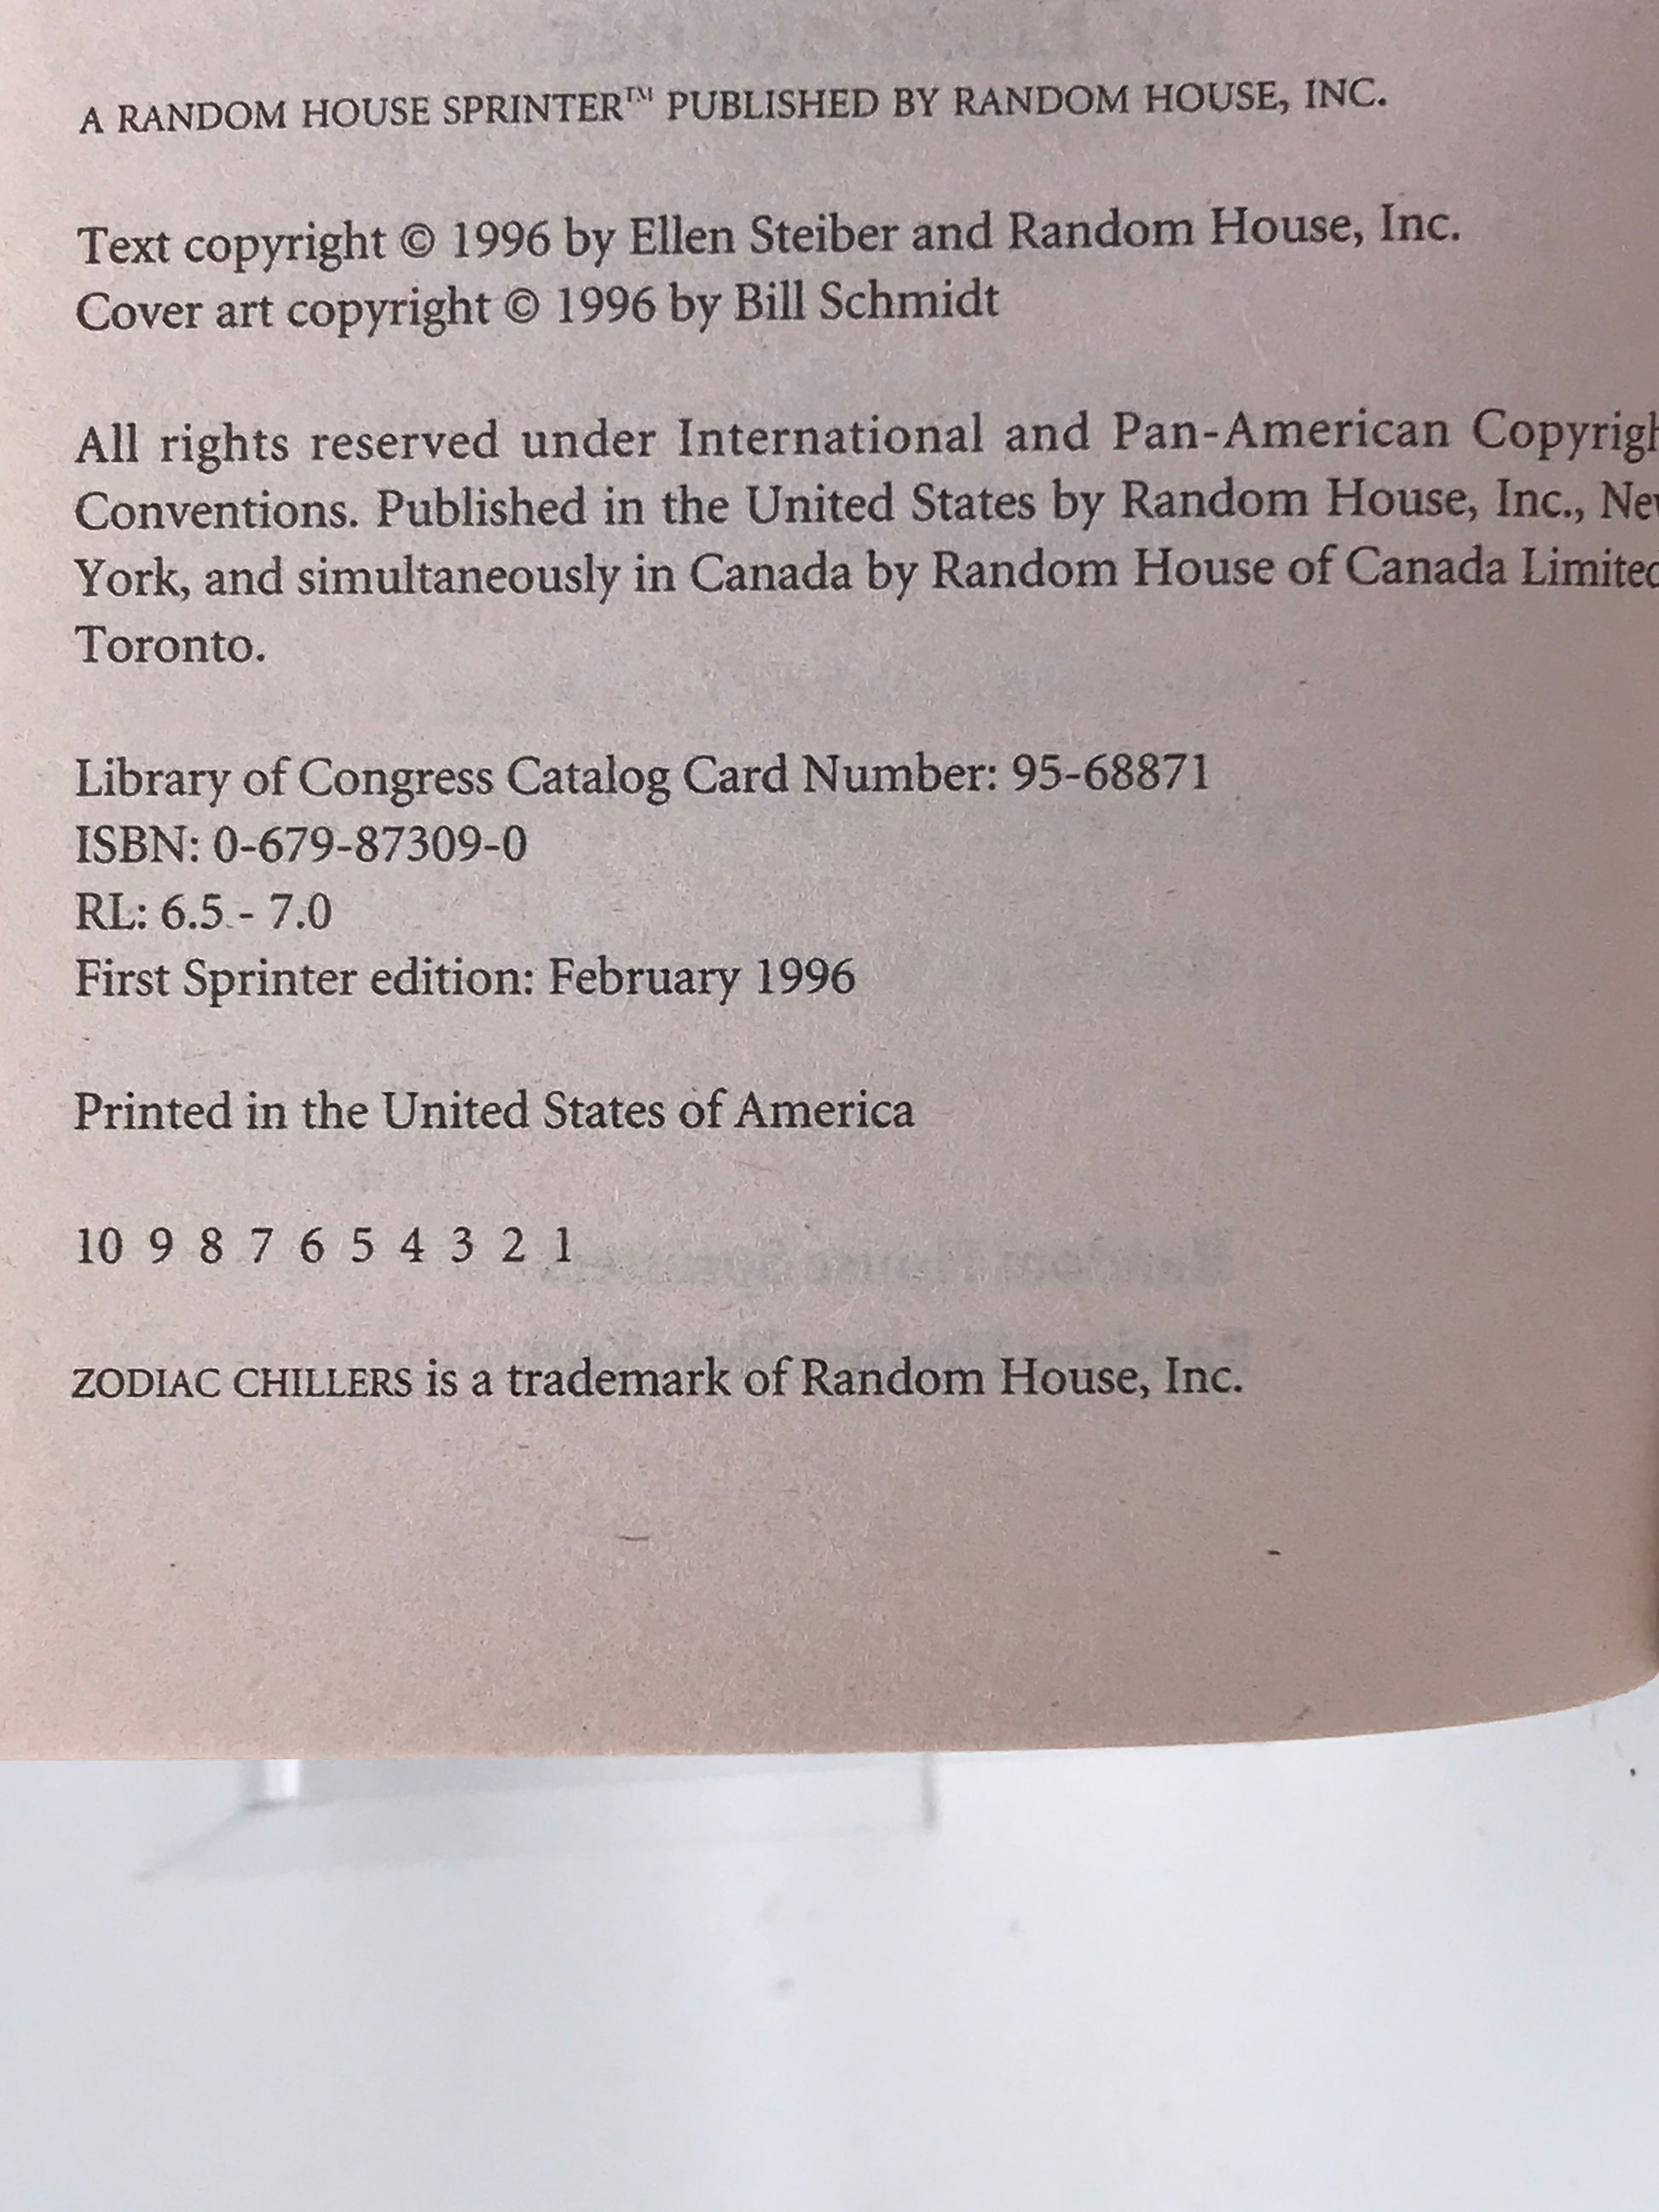 A RANDOM HOUSE SPRINTER™ PUBLISHED BY RANDOM HOUSE, INC.
Text copyright © 1996 by Ellen Steiber and Random House, Inc.
Cover art copyright © 1996 by Bill Schmidt
All rights reserved under International and Pan-American Copyrigh
Conventions. Published in the United States by Random House, Inc., New
York, and simultaneously in Canada by Random House of Canada Limited
Toronto.
Library of Congress Catalog Card Number: 95-68871
ISBN: 0-679-87309-0
RL: 6.5 - 7.0
First Sprinter edition: February 1996
Printed in the United States of America
10 9 8 7 6 5 4 3 2 1
ZODIAC CHILLERS is a trademark of Random House, Inc.